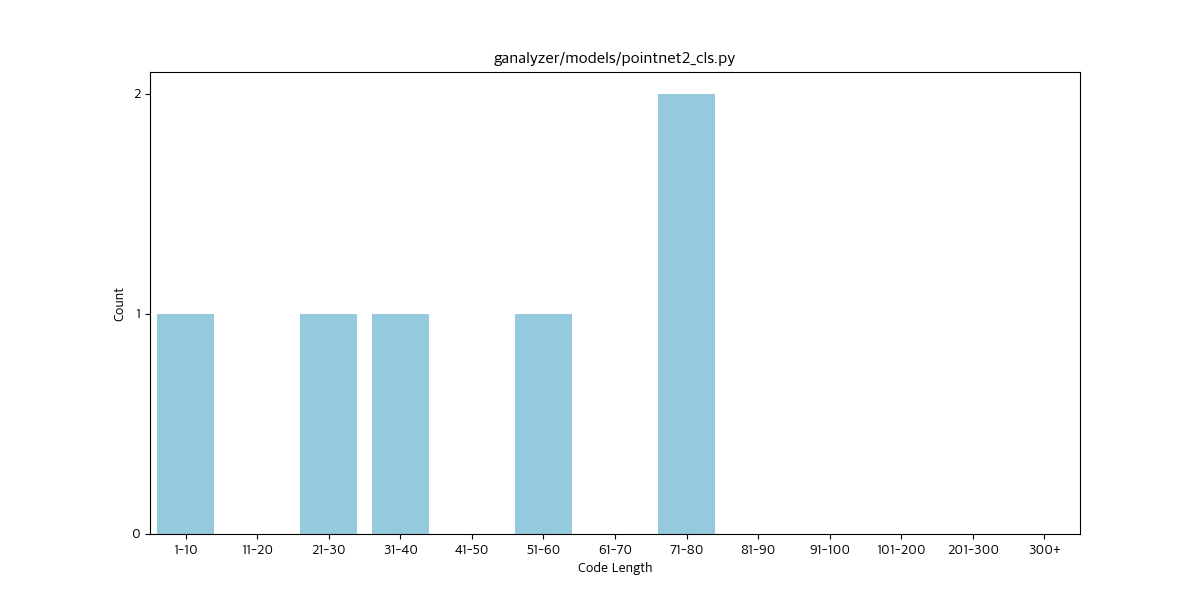 ganalyzer/models/pointnet2_cls.py
2
1
0
Count
1-10 11-20 21-30 31-40 41-50 51-60 61-70 71-80 81-90 91-100 101-200 201-300 300+
Code Length